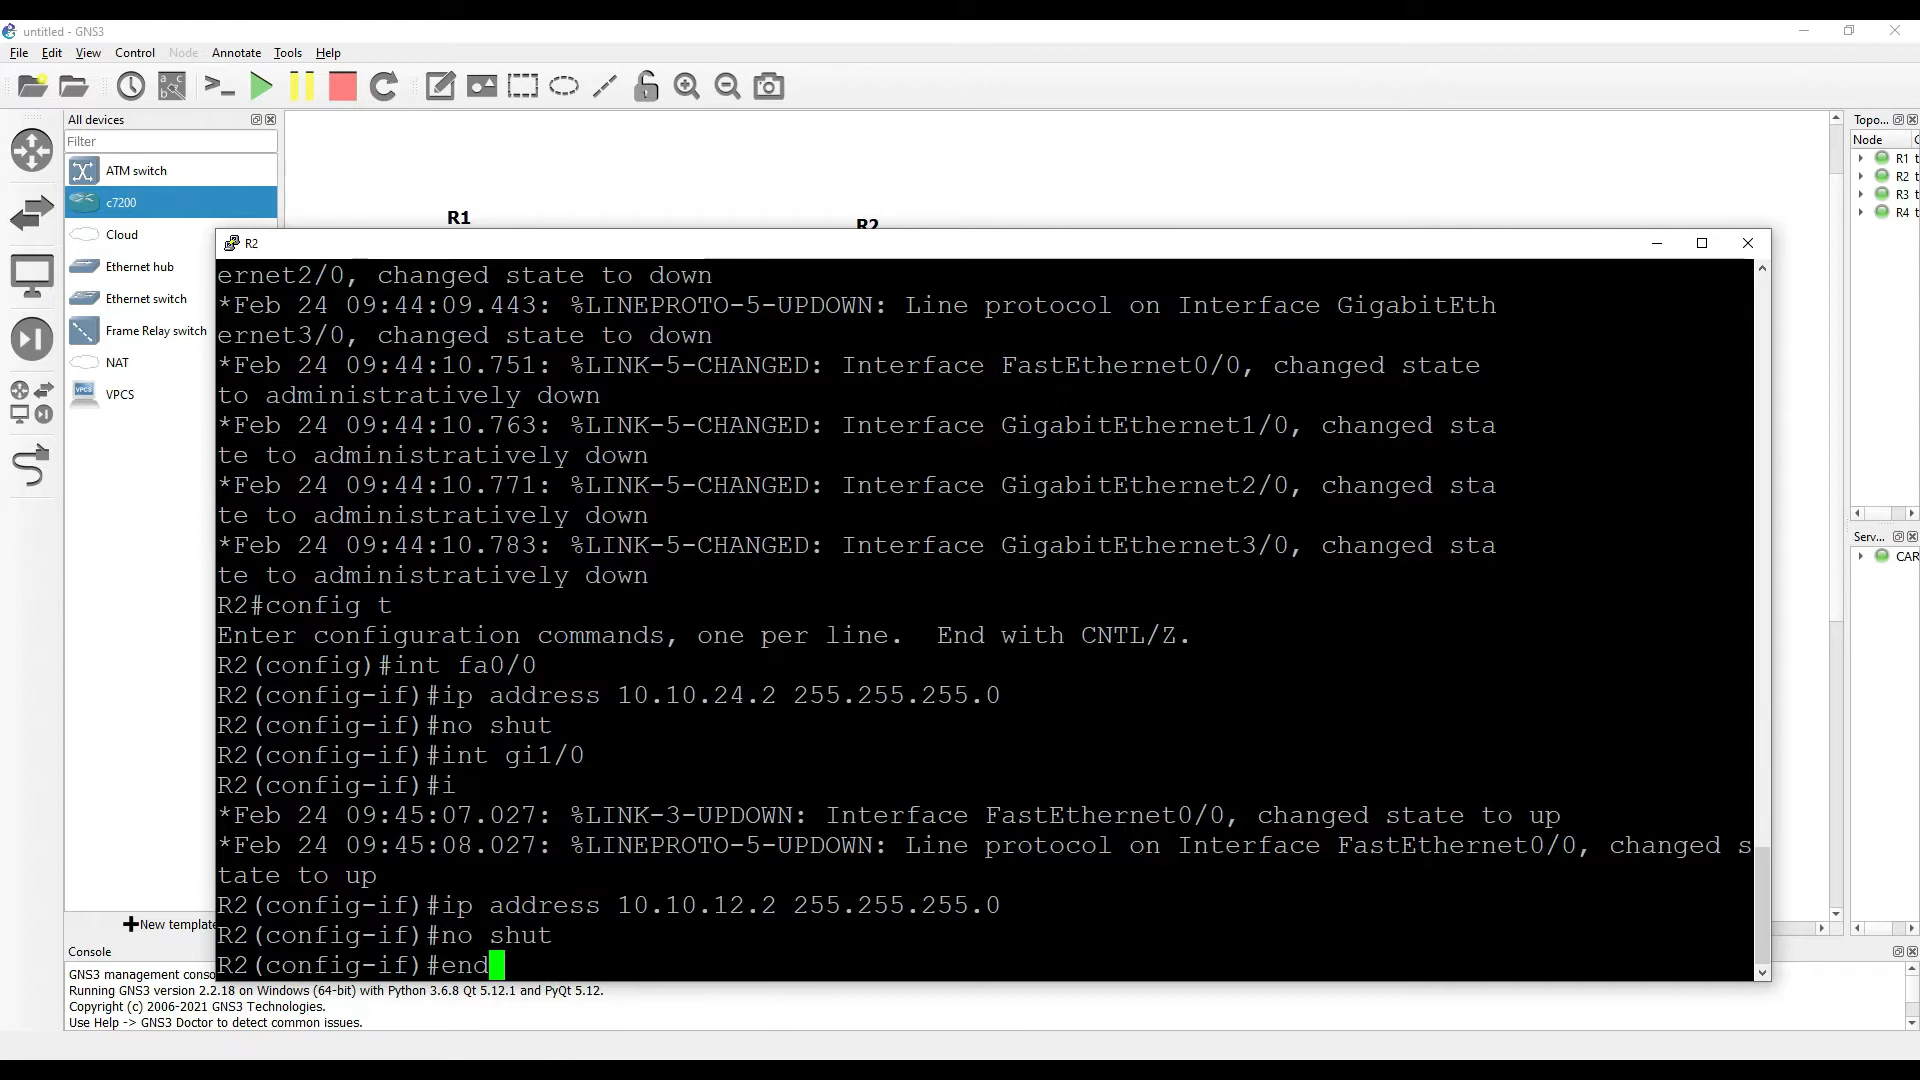 untitled - GNS3
File Edit View Control Node Annotate Tools Help
All devices
Filter
ATM switch
c7200
Cloud
Ethernet hub
Ethernet switch
Frame Relay switch
NAT
VPCS
New template
R1
R2
Topo...
Node
R1 t
R2 t
R3 t
R4 t
Serv...
CAR
R2
ernet2/0, changed state to down
*Feb 24 09:44:09.443: %LINEPROTO-5-UPDOWN: Line protocol on Interface GigabitEth
ernet3/0, changed state to down
*Feb 24 09:44:10.751: %LINK-5-CHANGED: Interface FastEthernet0/0, changed state
to administratively down
*Feb 24 09:44:10.763: %LINK-5-CHANGED: Interface GigabitEthernet1/0, changed sta
te to administratively down
*Feb 24 09:44:10.771: %LINK-5-CHANGED: Interface GigabitEthernet2/0, changed sta
te to administratively down
*Feb 24 09:44:10.783: %LINK-5-CHANGED: Interface GigabitEthernet3/0, changed sta
te to administratively down
R2#config t
Enter configuration commands, one per line.  End with CNTL/Z.
R2(config)#int fa0/0
R2(config-if)#ip address 10.10.24.2 255.255.255.0
R2(config-if)#no shut
R2(config-if)#int gi1/0
R2(config-if)#i
*Feb 24 09:45:07.027: %LINK-3-UPDOWN: Interface FastEthernet0/0, changed state to up
*Feb 24 09:45:08.027: %LINEPROTO-5-UPDOWN: Line protocol on Interface FastEthernet0/0, changed s
tate to up
R2(config-if)#ip address 10.10.12.2 255.255.255.0
R2(config-if)#no shut
R2(config-if)#end
Console
GNS3 management conso
Running GNS3 version 2.2.18 on Windows (64-bit) with Python 3.6.8 Qt 5.12.1 and PyQt 5.12.
Copyright (c) 2006-2021 GNS3 Technologies.
Use Help -> GNS3 Doctor to detect common issues.